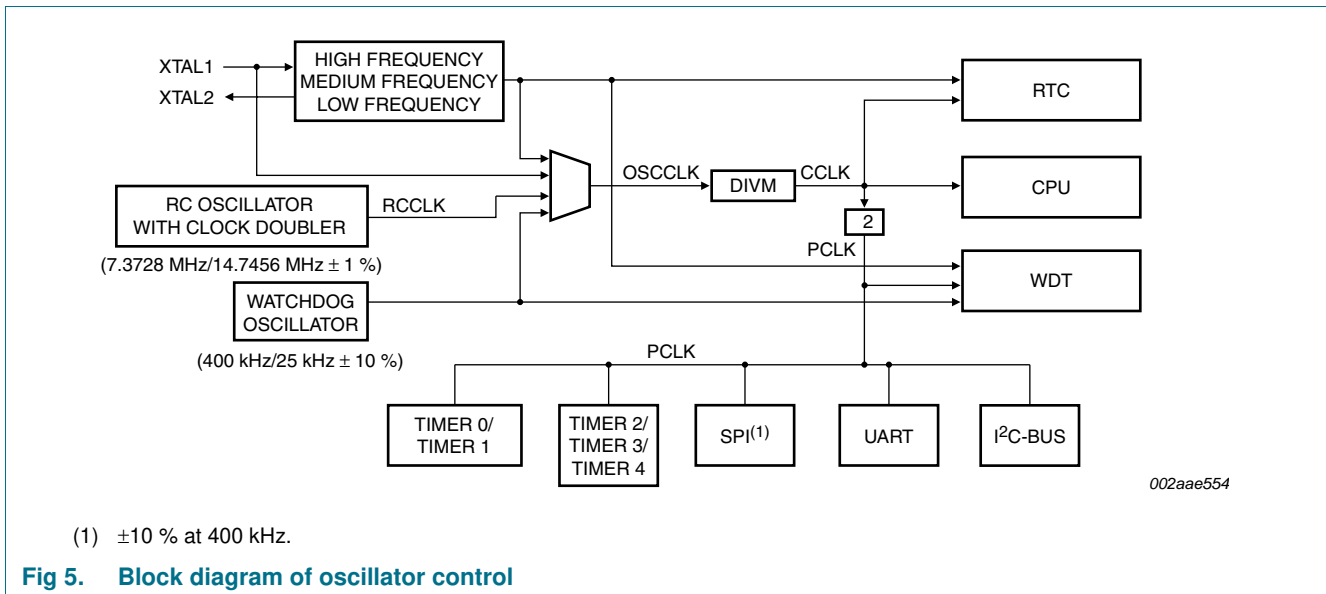 XTAL1
XTAL2
HIGH FREQUENCY
MEDIUM FREQUENCY
LOW FREQUENCY
RTC
OSCCLK
DIVM
CCLK
CPU
RC OSCILLATOR
WITH CLOCK DOUBLER
RCCLK
(7.3728 MHz/14.7456 MHz ± 1 %)
2
PCLK
WDT
WATCHDOG
OSCILLATOR
(400 kHz/25 kHz ± 10 %)
PCLK
TIMER 0/
TIMER 1
TIMER 2/
TIMER 3/
TIMER 4
SPI(1)
UART
I2C-BUS
002aae554
(1) ±10 % at 400 kHz.
Fig 5. Block diagram of oscillator control